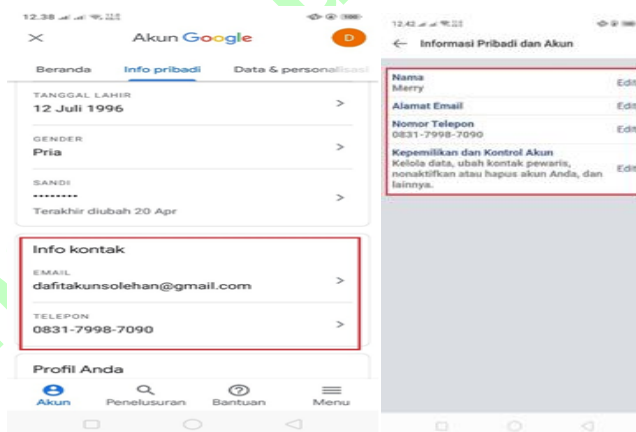 12.38
Akun Google
D
Beranda Info pribadi Data & personalisasi
TANGGAL LAHIR
12 Juli 1996
GENDER
Pria
SANDI
••••••••
Terakhir diubah 20 Apr
Info kontak
EMAIL
dafitakunsolehan@gmail.com
TELEPON
0831-7998-7090
Profil Anda
Akun Penelusuran Bantuan Menu
12.42
Informasi Pribadi dan Akun
Nama
Merry
Edit
Alamat Email
Edit
Nomor Telepon
0831-7998-7090
Edit
Kepemilikan dan Kontrol Akun
Kelola data, ubah kontak pewaris,
nonaktifkan atau hapus akun Anda, dan
lainnya.
Edit